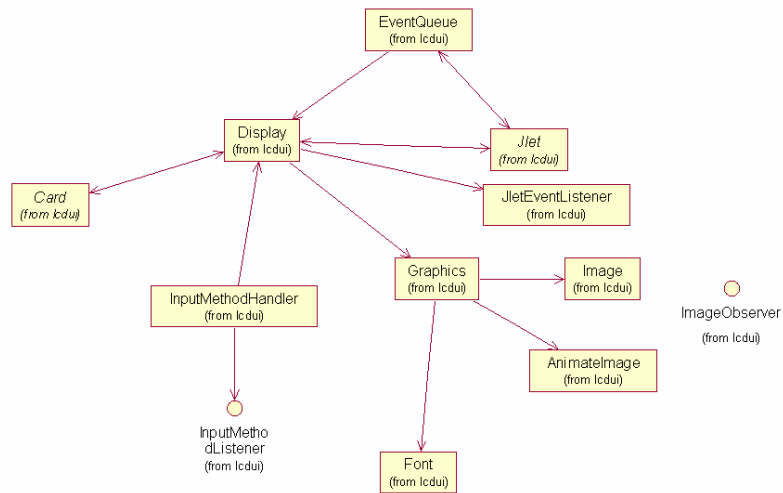 EventQueue
(from lcdui)
Display
(from lcdui)
Jlet
(from lcdui)
Card
(from lcdui)
JletEventListener
(from lcdui)
Graphics
(from lcdui)
Image
(from lcdui)
InputMethodHandler
(from lcdui)
ImageObserver
(from lcdui)
AnimateImage
(from lcdui)
InputMetho
dListener
(from lcdui)
Font
(from lcdui)